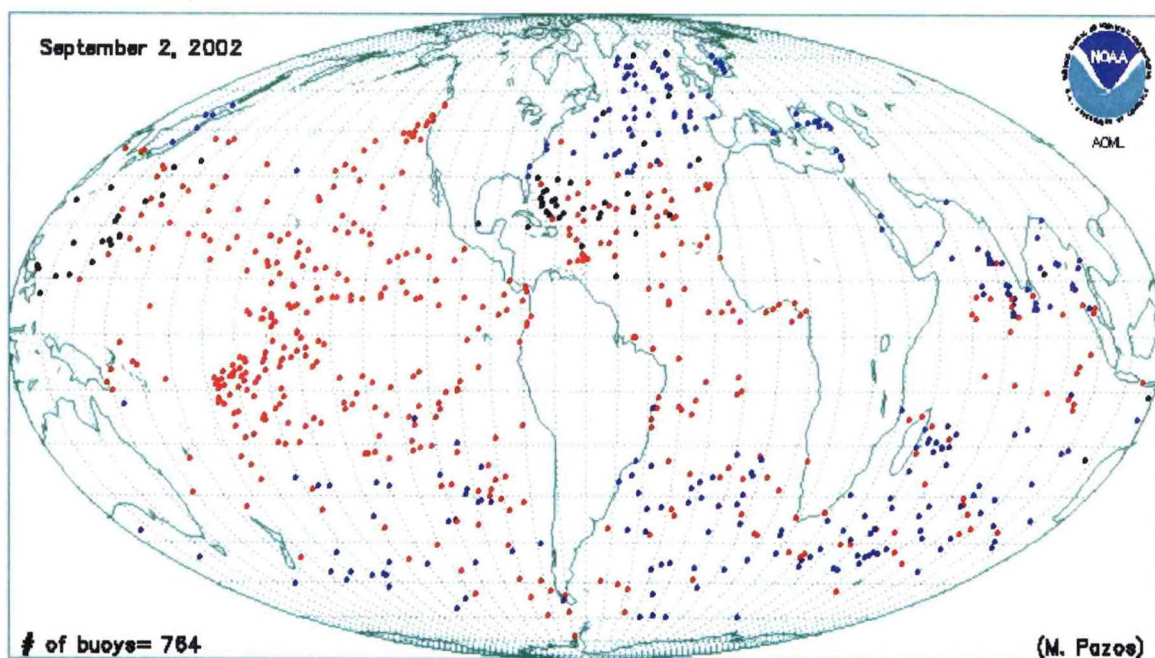 September 2, 2002
NOAA
AOML
# of buoys= 764
(M. Pazos)